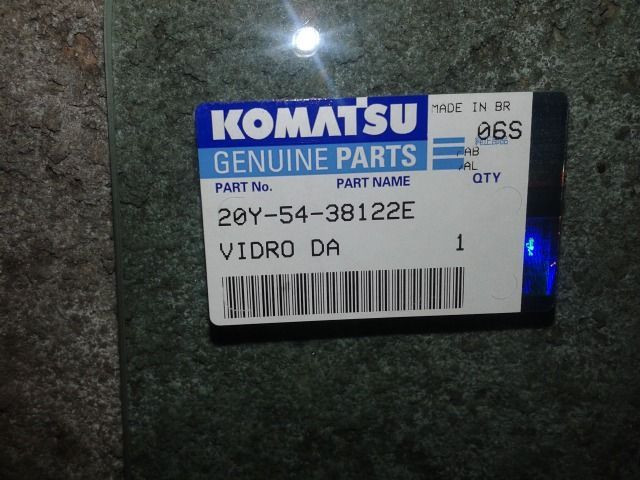 KOMATSU
MADE IN BR
06S
GENUINE PARTS
PART No. PART NAME QTY
20Y-54-38122E
VIDRO DA 1